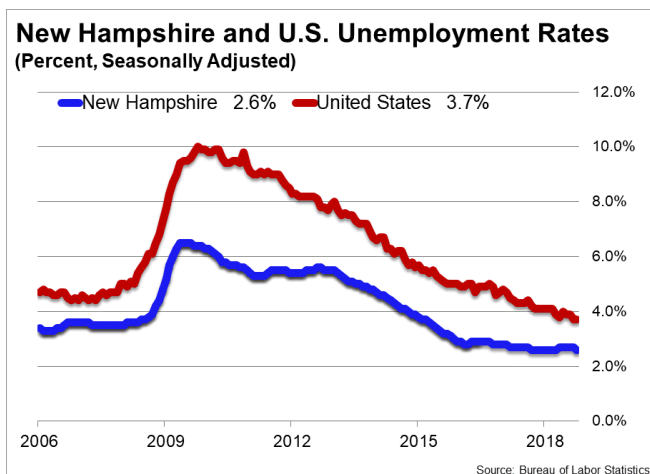 New Hampshire and U.S. Unemployment Rates
(Percent, Seasonally Adjusted)
New Hampshire 2.6% United States 3.7%
12.0%
10.0%
8.0%
6.0%
4.0%
2.0%
0.0%
2006 2009 2012 2015 2018
Source: Bureau of Labor Statistics